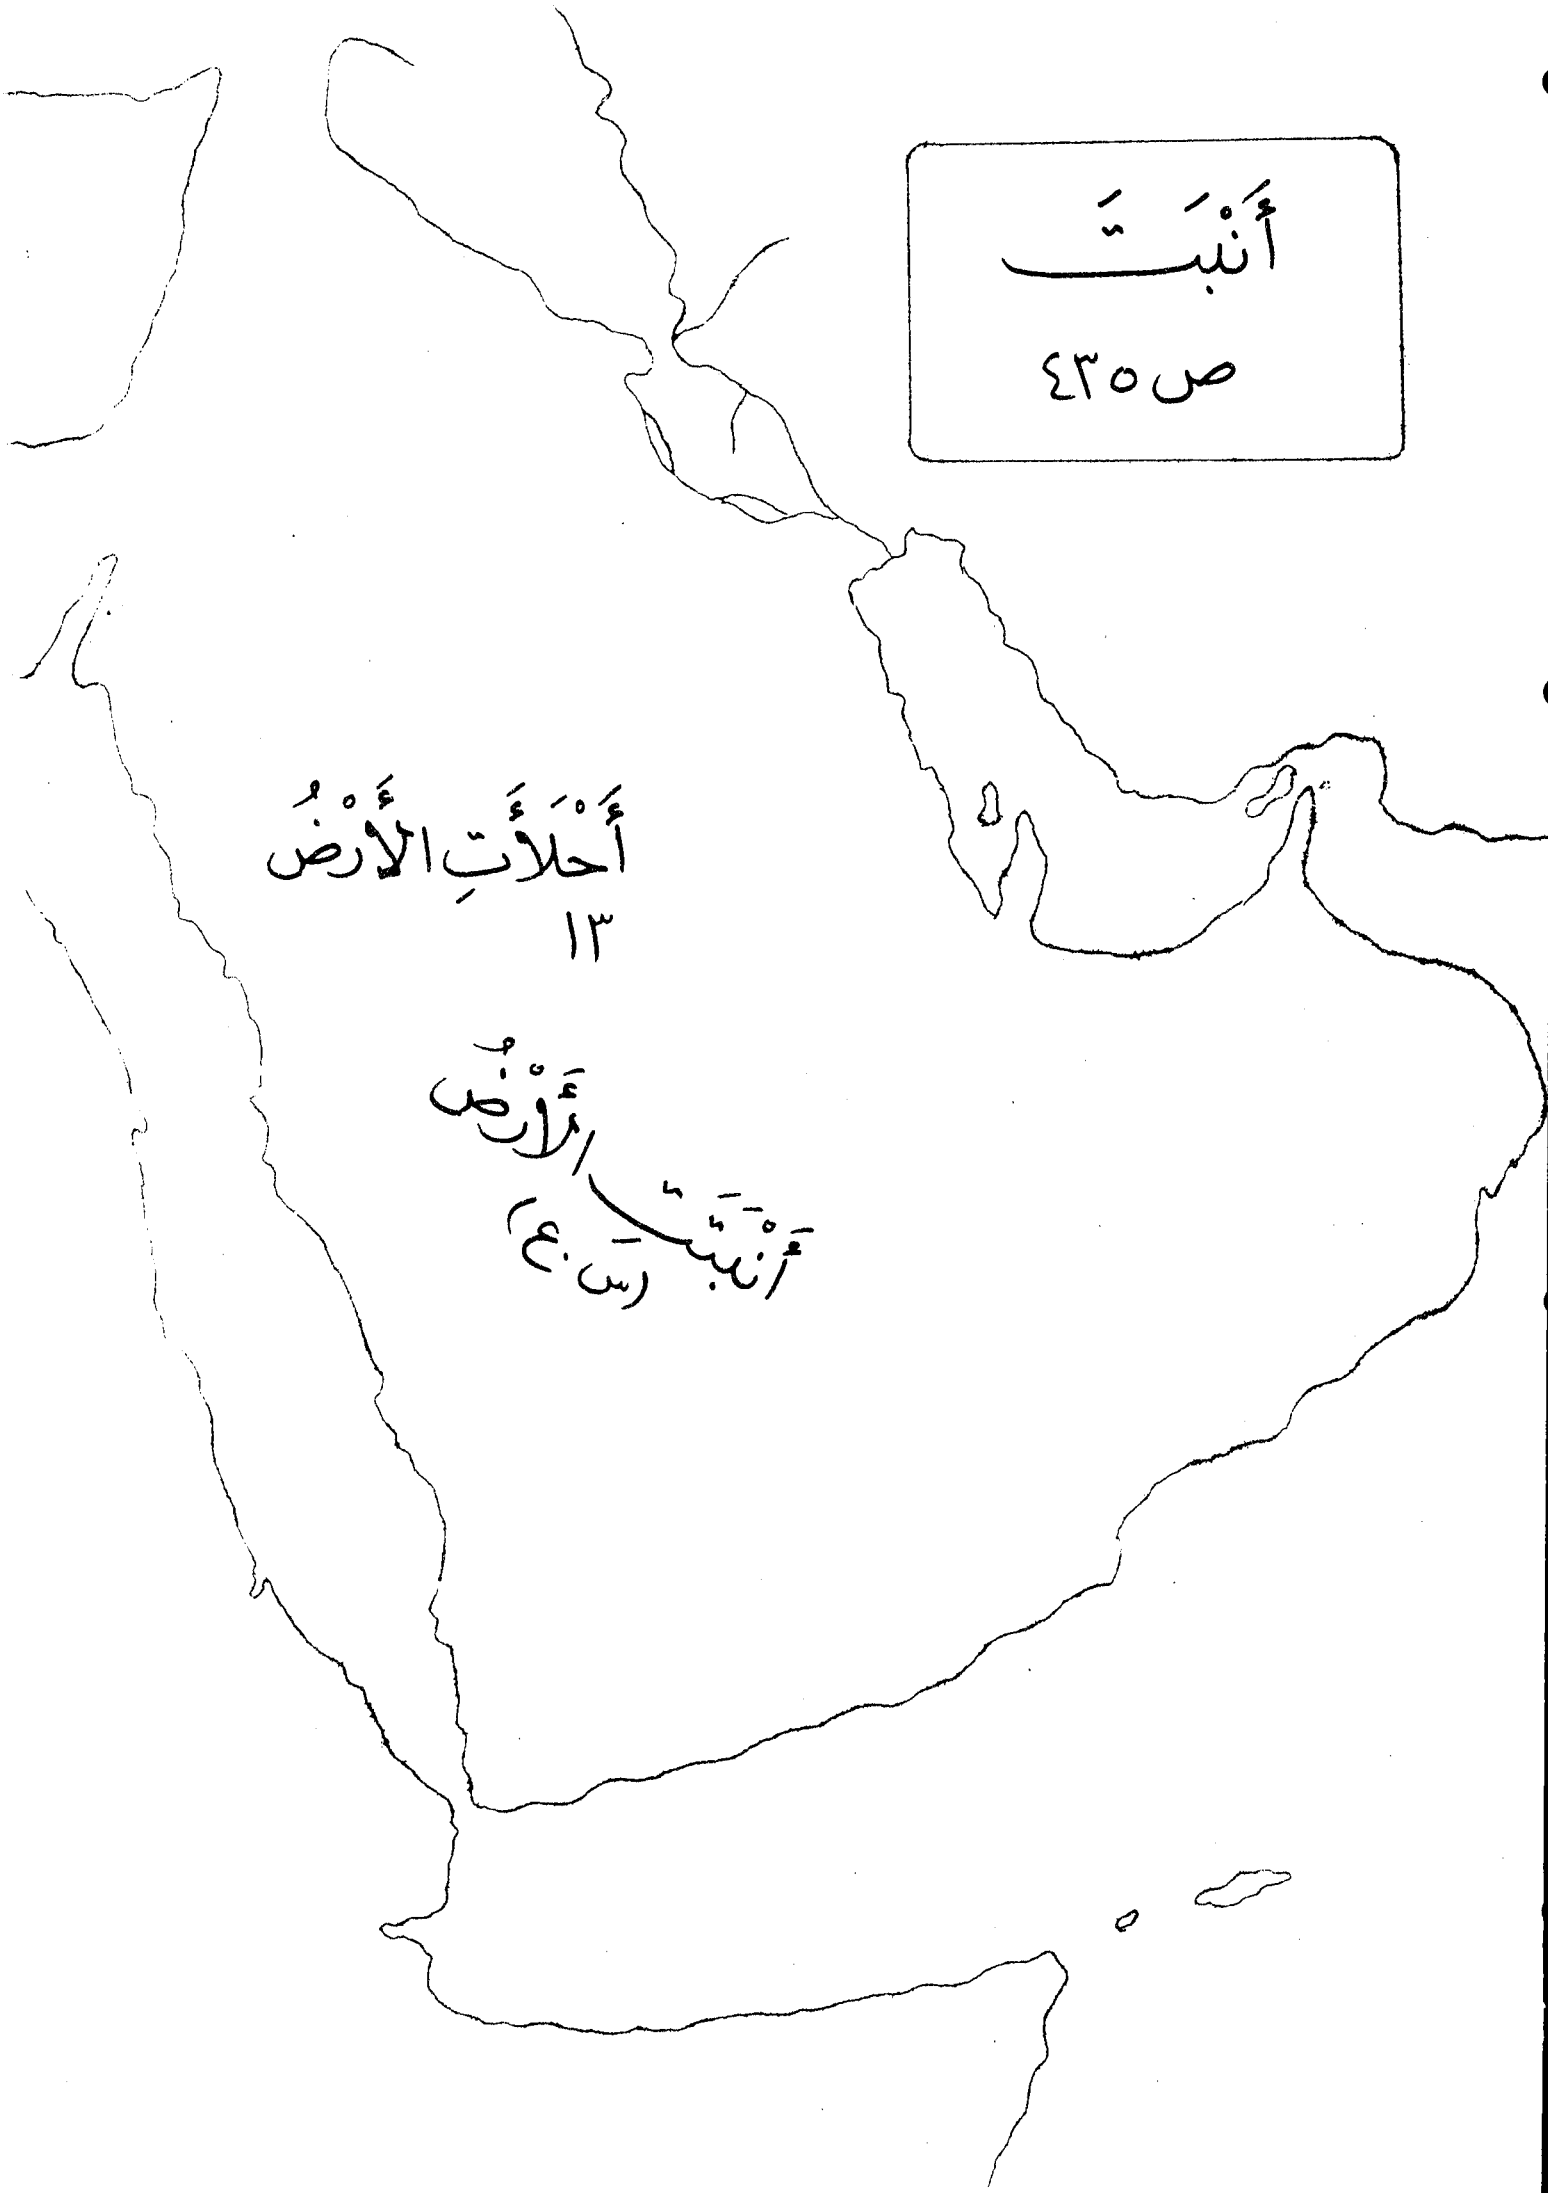 أَنْبَتَ
ص ٤٣٥
أَحْلَأَتِ الأَرْضُ
١٣
أَنْبَتَت الأَرْضُ
(سَ . ع)